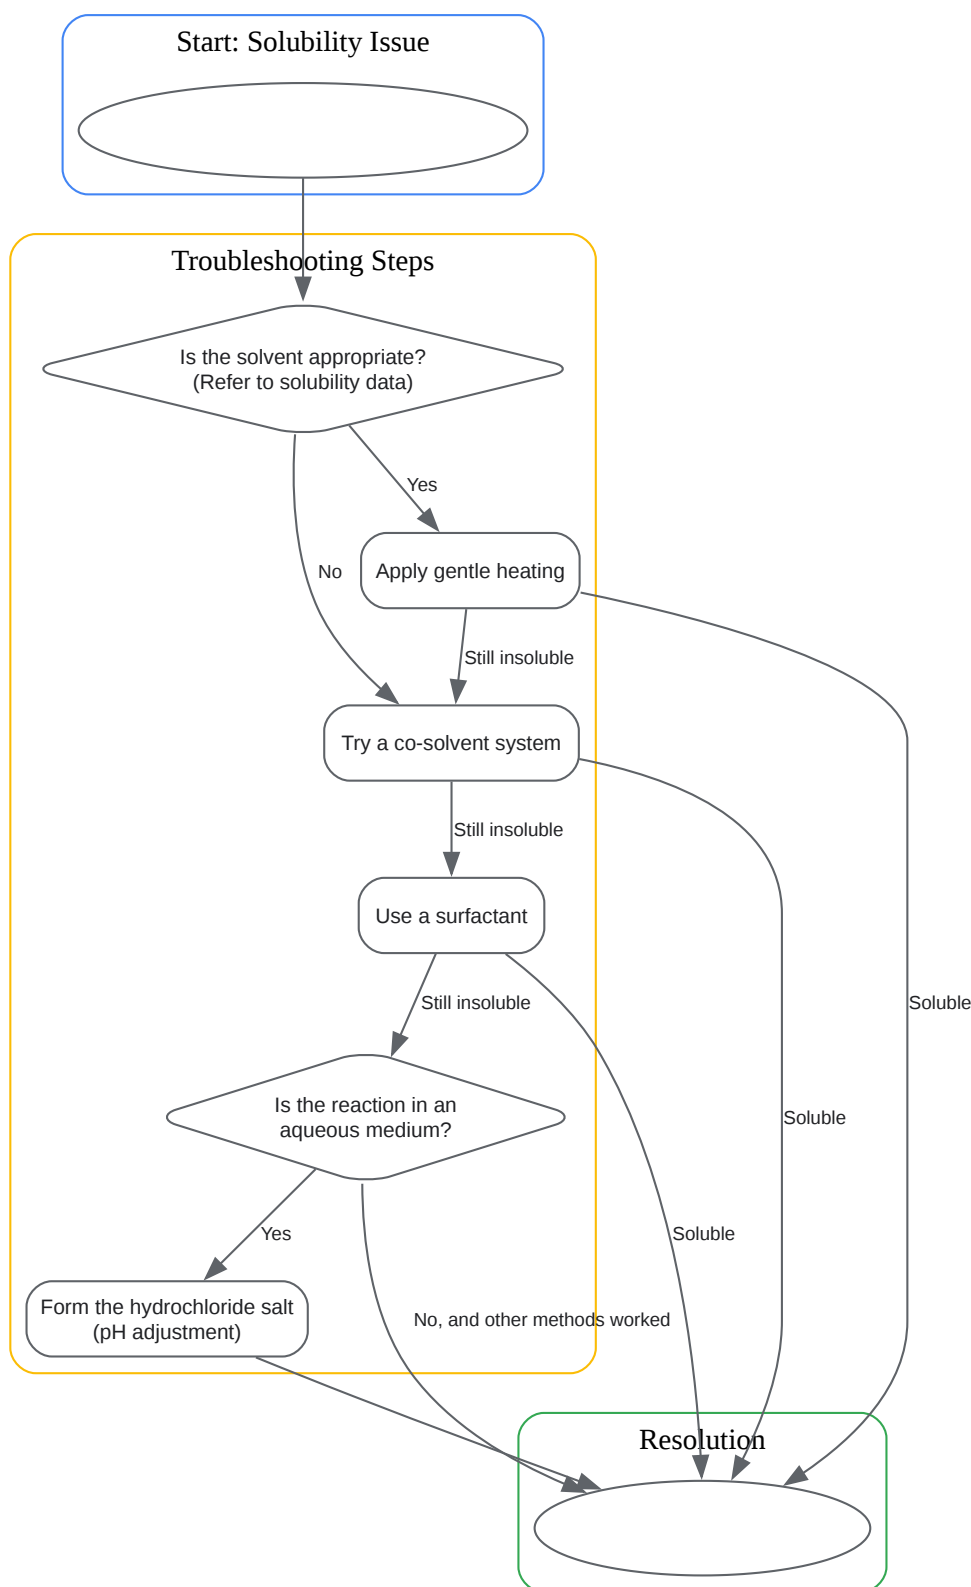 Start: Solubility Issue
Troubleshooting Steps
Is the solvent appropriate?
(Refer to solubility data)
Yes
No
Apply gentle heating
Still insoluble
Try a co-solvent system
Still insoluble
Use a surfactant
Still insoluble
Soluble
Is the reaction in an
aqueous medium?
Soluble
Yes
Soluble
Form the hydrochloride salt
(pH adjustment)
No, and other methods worked
Resolution